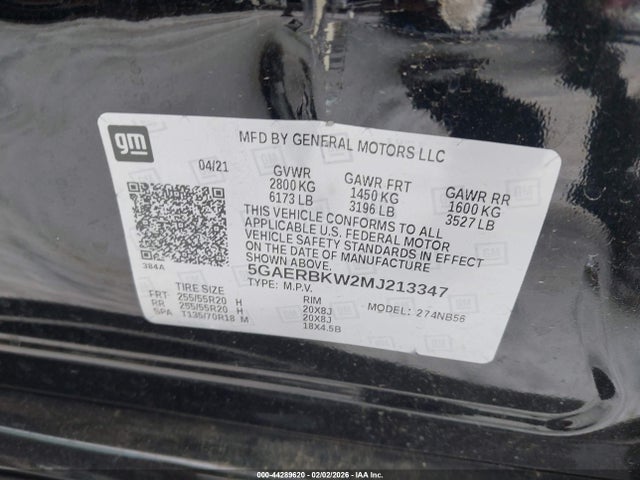 gm
MFD BY GENERAL MOTORS LLC
04/21
GVWR GAWR FRT GAWR RR
2800 KG 1450 KG 1600 KG
6173 LB 3196 LB 3527 LB
THIS VEHICLE CONFORMS TO ALL
APPLICABLE U.S. FEDERAL MOTOR
VEHICLE SAFETY STANDARDS IN EFFECT
ON THE DATE OF MANUFACTURE
SHOWN ABOVE.
384A
5GAERBKW2MJ213347
TYPE: M.P.V. MODEL: 274NB56
TIRE SIZE RIM
FRT 255/55R20 H 20X8J
RR 255/55R20 H 20X8J
SPA T135/70R18 M 18X4.5B
000-44289620 - 02/02/2026 - IAA Inc.